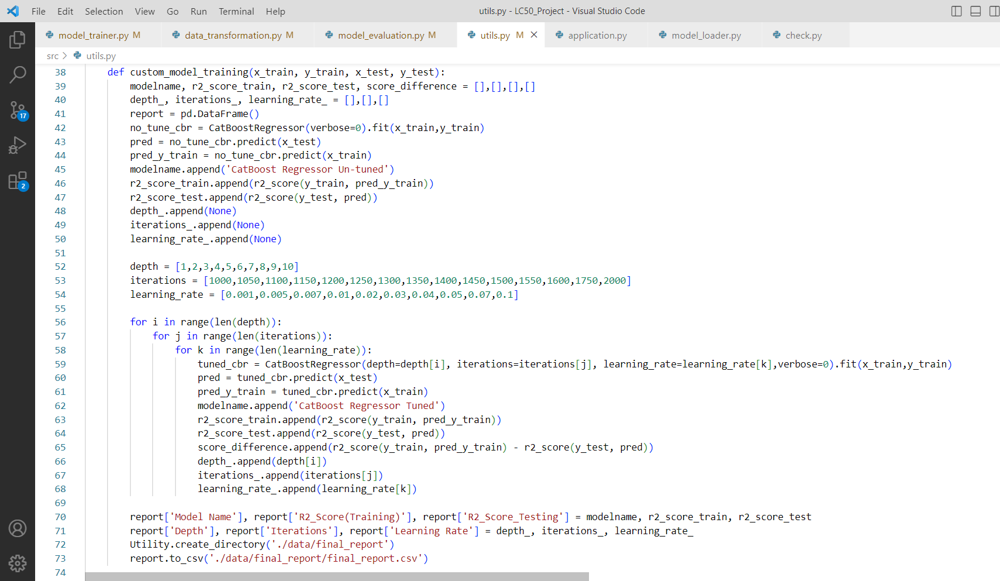 File Edit Selection View Go Run Terminal Help utils.py - LC50_Project - Visual Studio Code
model_trainer.py M data_transformation.py M model_evaluation.py M utils.py M application.py model_loader.py check.py
src > utils.py
38 def custom_model_training(x_train, y_train, x_test, y_test):
39 modelname, r2_score_train, r2_score_test, score_difference = [],[],[],[]
40 depth_, iterations_, learning_rate_ = [],[],[]
41 report = pd.DataFrame()
42 no_tune_cbr = CatBoostRegressor(verbose=0).fit(x_train,y_train)
43 pred = no_tune_cbr.predict(x_test)
44 pred_y_train = no_tune_cbr.predict(x_train)
45 modelname.append('CatBoost Regressor Un-tuned')
46 r2_score_train.append(r2_score(y_train, pred_y_train))
47 r2_score_test.append(r2_score(y_test, pred))
48 depth_.append(None)
49 iterations_.append(None)
50 learning_rate_.append(None)
51
52 depth = [1,2,3,4,5,6,7,8,9,10]
53 iterations = [1000,1050,1100,1150,1200,1250,1300,1350,1400,1450,1500,1550,1600,1750,2000]
54 learning_rate = [0.001,0.005,0.007,0.01,0.02,0.03,0.04,0.05,0.07,0.1]
55
56 for i in range(len(depth)):
57 for j in range(len(iterations)):
58 for k in range(len(learning_rate)):
59 tuned_cbr = CatBoostRegressor(depth=depth[i], iterations=iterations[j], learning_rate=learning_rate[k],verbose=0).fit(x_train,y_train)
60 pred = tuned_cbr.predict(x_test)
61 pred_y_train = tuned_cbr.predict(x_train)
62 modelname.append('CatBoost Regressor Tuned')
63 r2_score_train.append(r2_score(y_train, pred_y_train))
64 r2_score_test.append(r2_score(y_test, pred))
65 score_difference.append(r2_score(y_train, pred_y_train) - r2_score(y_test, pred))
66 depth_.append(depth[i])
67 iterations_.append(iterations[j])
68 learning_rate_.append(learning_rate[k])
69
70 report['Model Name'], report['R2_Score(Training)'], report['R2_Score_Testing'] = modelname, r2_score_train, r2_score_test
71 report['Depth'], report['Iterations'], report['Learning Rate'] = depth_, iterations_, learning_rate_
72 Utility.create_directory('./data/final_report')
73 report.to_csv('./data/final_report/final_report.csv')
74
17
2